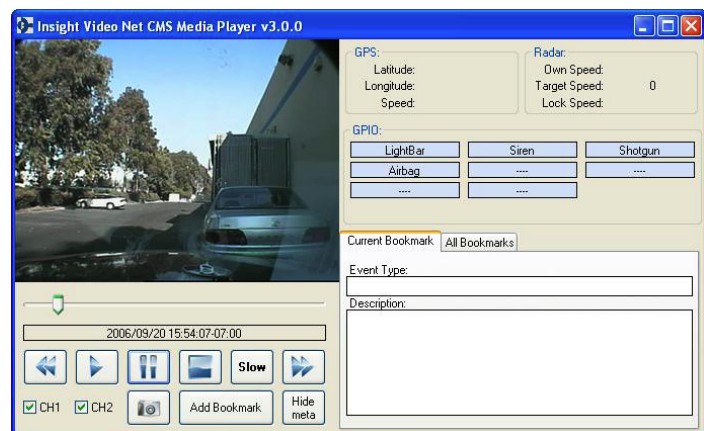 Insight Video Net CMS Media Player v3.0.0
GPS:
Latitude:
Longitude:
Speed:
Radar:
Own Speed:
Target Speed: 0
Lock Speed:
GPIO:
LightBar Siren Shotgun
Airbag ---- ----
---- ----
Current Bookmark All Bookmarks
Event Type:
Description:
2006/09/20 15:54:07-07:00
Slow
CH1 CH2 Add Bookmark Hide
meta